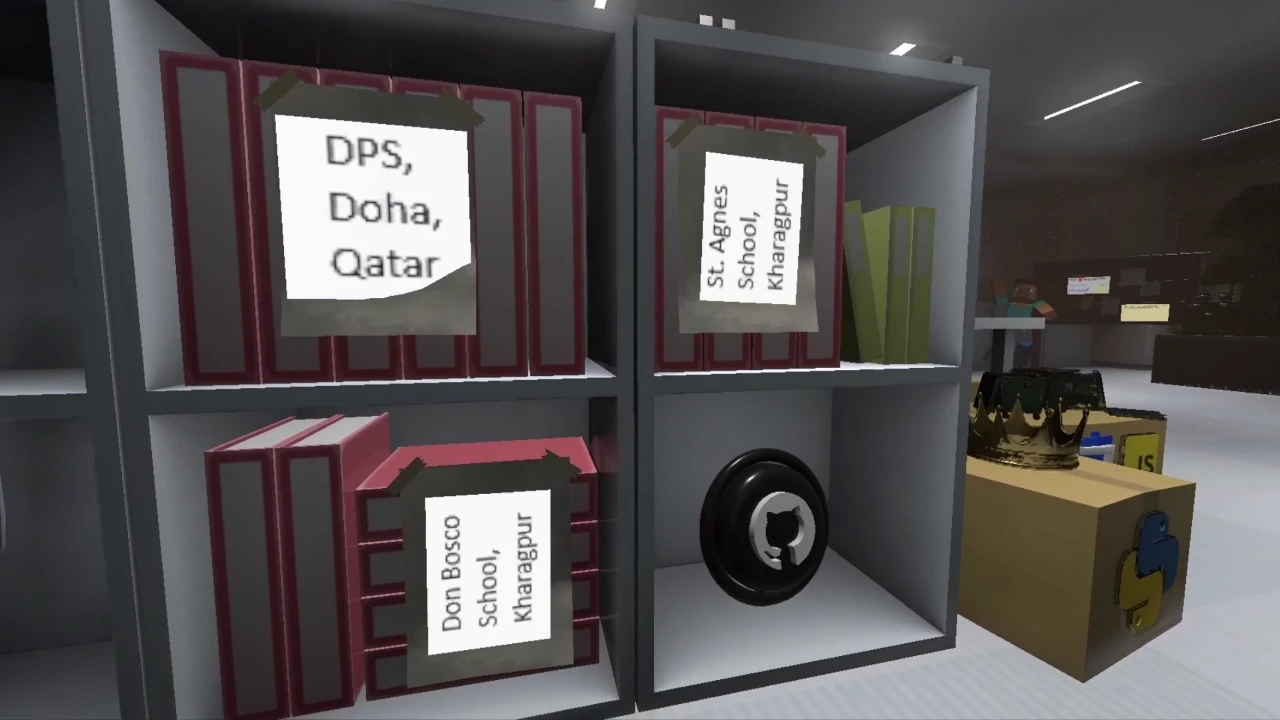 DPS,
Doha,
Qatar
St. Agnes
School,
Kharagpur
Don Bosco
School,
Kharagpur
JS